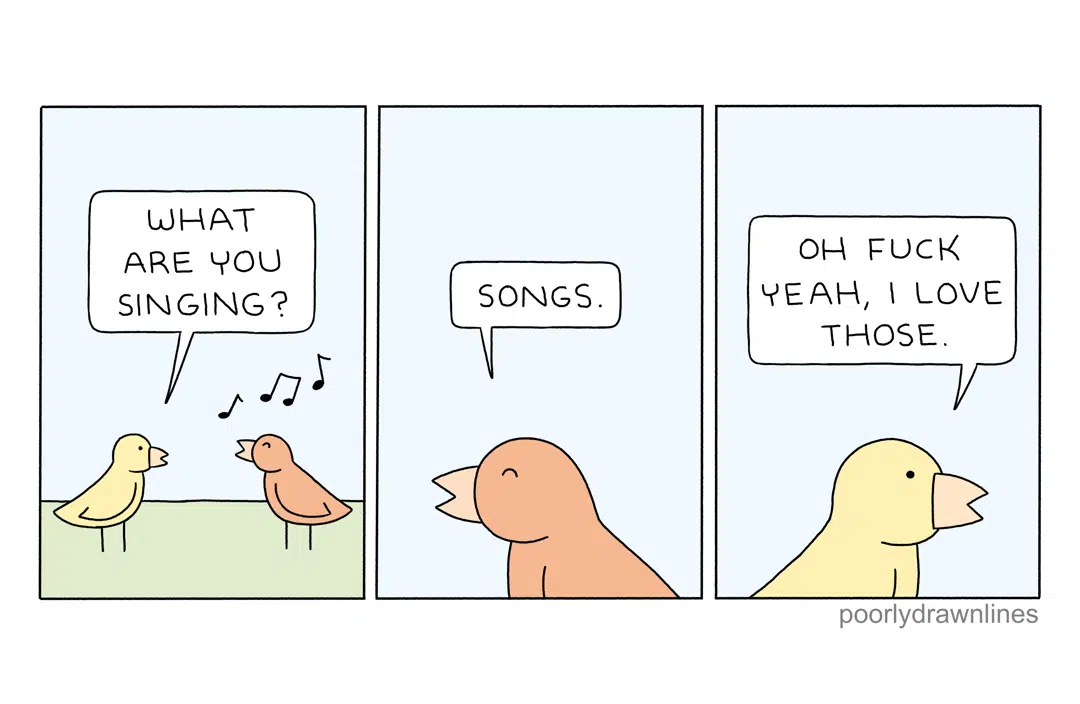 WHAT
ARE YOU
SINGING?
SONGS.
OH FUCK
YEAH, I LOVE
THOSE.
poorlydrawnlines